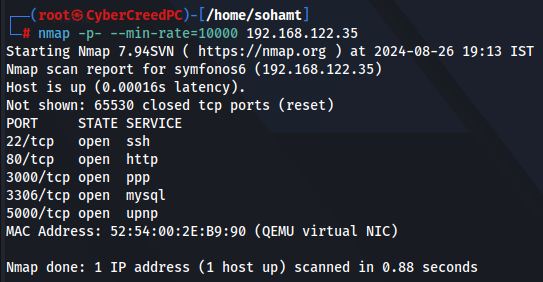 ┌──(root㉿CyberCreedPC)-[/home/sohamt]
└─# nmap -p- --min-rate=10000 192.168.122.35
Starting Nmap 7.94SVN ( https://nmap.org ) at 2024-08-26 19:13 IST
Nmap scan report for symfonos6 (192.168.122.35)
Host is up (0.00016s latency).
Not shown: 65530 closed tcp ports (reset)
PORT     STATE SERVICE
22/tcp   open  ssh
80/tcp   open  http
3000/tcp open  ppp
3306/tcp open  mysql
5000/tcp open  upnp
MAC Address: 52:54:00:2E:B9:90 (QEMU virtual NIC)
Nmap done: 1 IP address (1 host up) scanned in 0.88 seconds